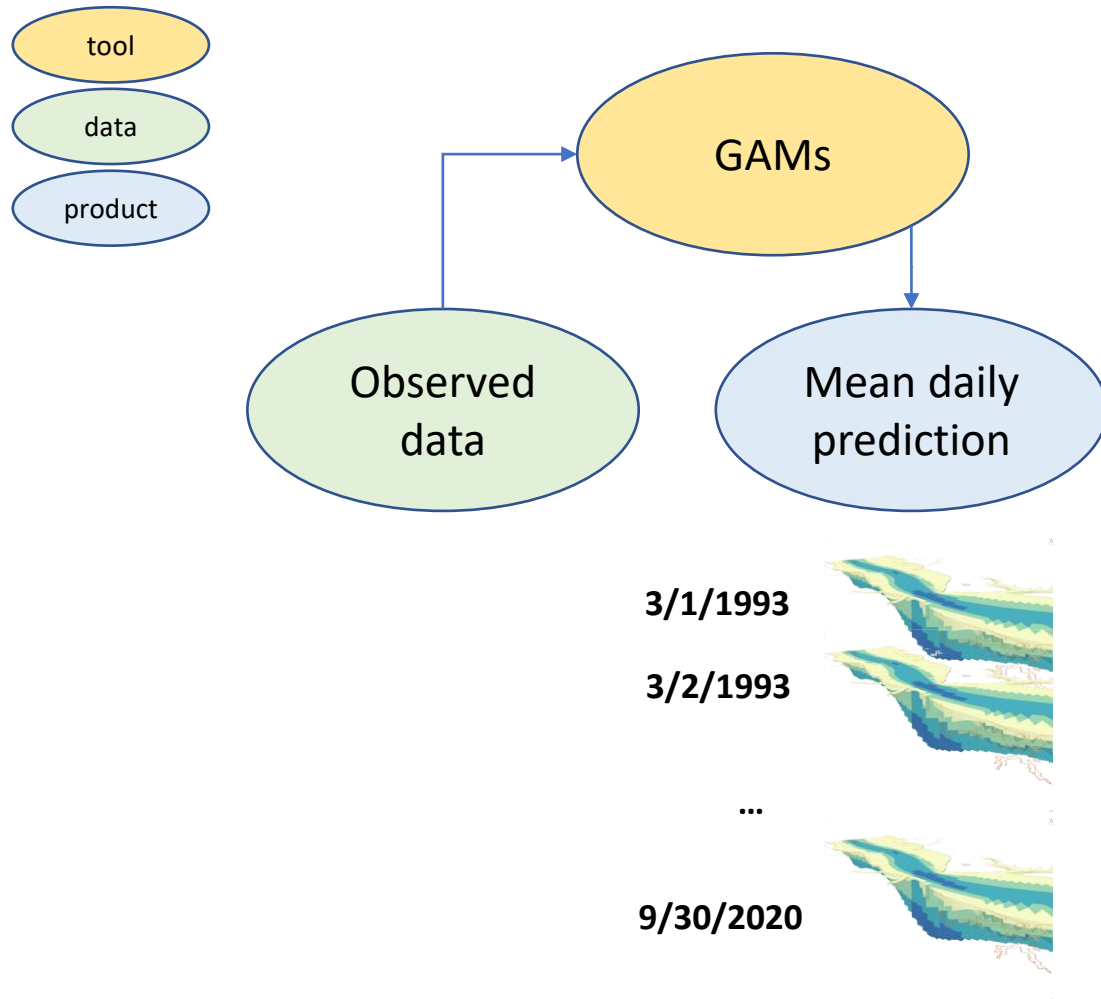 tool
data
product
GAMs
Observed
data
Mean daily
prediction
3/1/1993
3/2/1993
...
9/30/2020